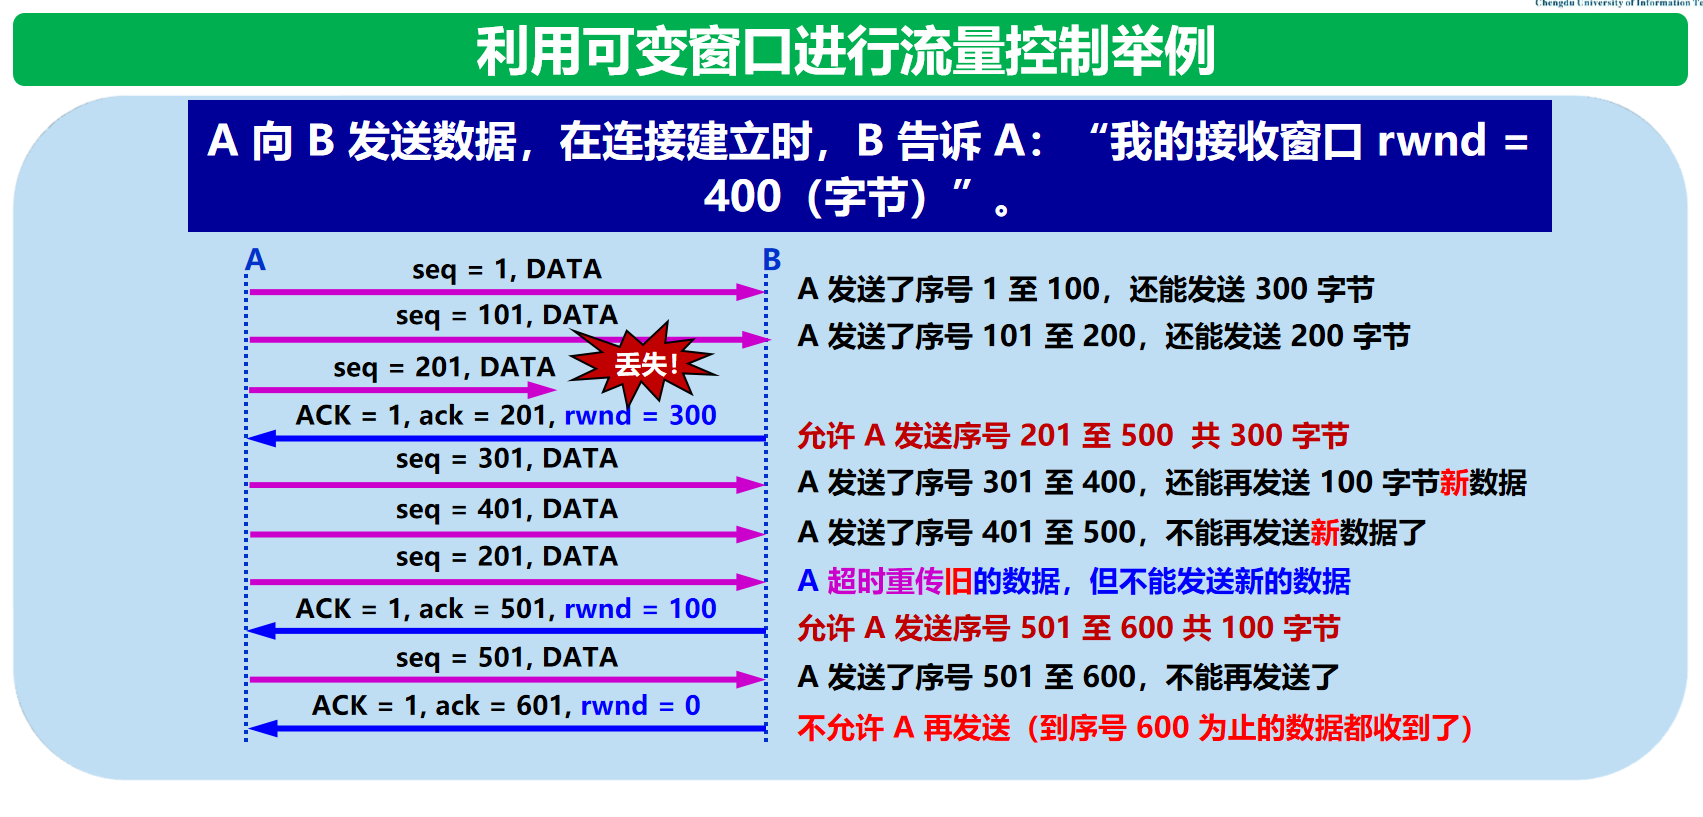 Chengdu University of Information Te
利用可变窗口进行流量控制举例
A 向 B 发送数据，在连接建立时，B 告诉 A：“我的接收窗口 rwnd =
400（字节）”。
A
B
seq = 1, DATA
A 发送了序号 1 至 100，还能发送 300 字节
seq = 101, DATA
A 发送了序号 101 至 200，还能发送 200 字节
seq = 201, DATA
丢失！
ACK = 1, ack = 201, rwnd = 300
允许 A 发送序号 201 至 500 共 300 字节
seq = 301, DATA
A 发送了序号 301 至 400，还能再发送 100 字节新数据
seq = 401, DATA
A 发送了序号 401 至 500，不能再发送新数据了
seq = 201, DATA
A 超时重传旧的数据，但不能发送新的数据
ACK = 1, ack = 501, rwnd = 100
允许 A 发送序号 501 至 600 共 100 字节
seq = 501, DATA
A 发送了序号 501 至 600，不能再发送了
ACK = 1, ack = 601, rwnd = 0
不允许 A 再发送（到序号 600 为止的数据都收到了）